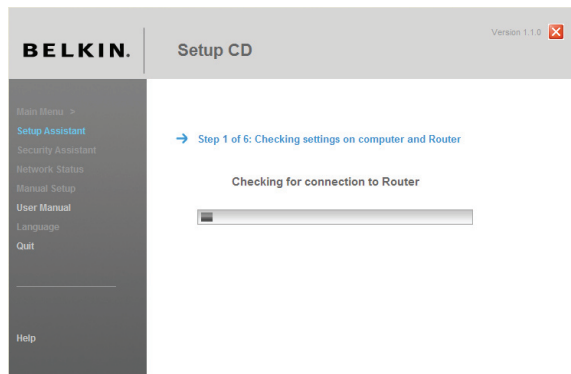 BELKIN.
Setup CD
Version 1.1.0
Main Menu >
Setup Assistant
Security Assistant
Network Status
Manual Setup
User Manual
Language
Quit
Help
Step 1 of 6: Checking settings on computer and Router
Checking for connection to Router